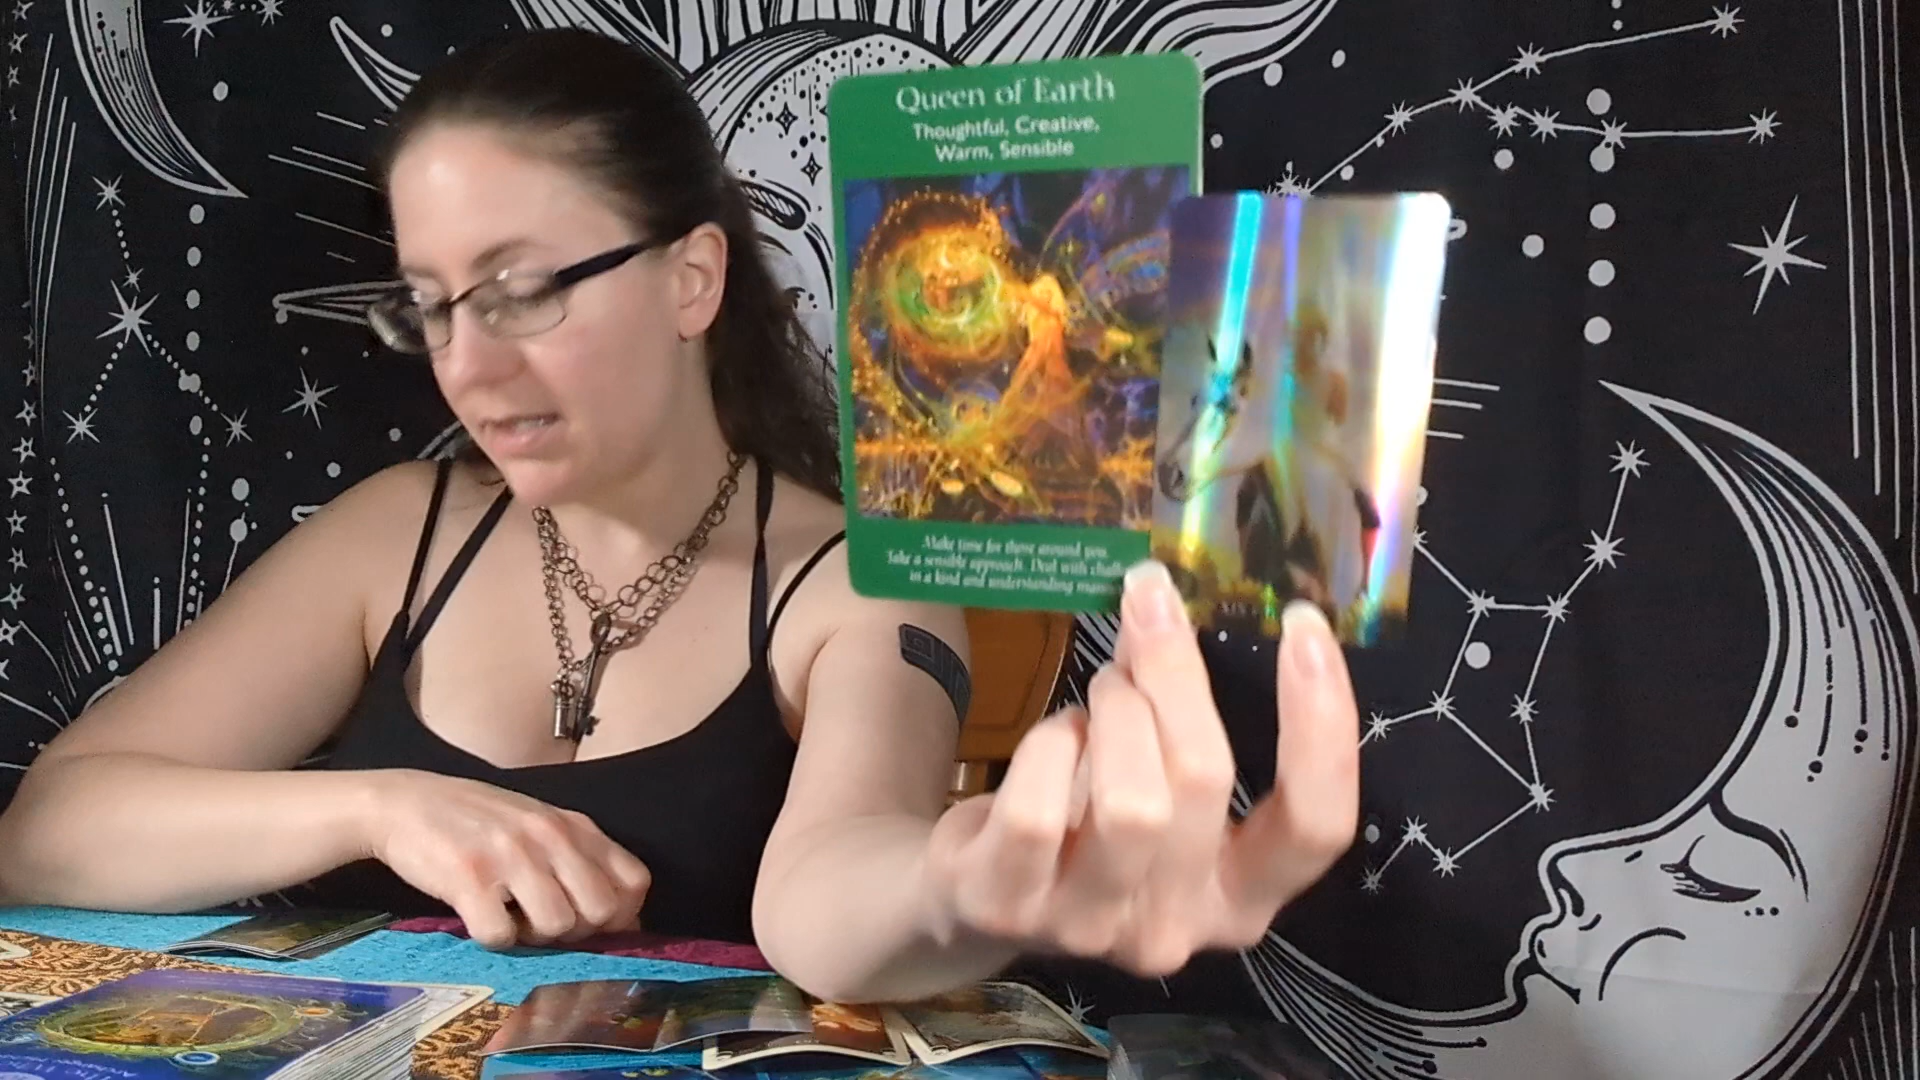 Queen of Earth
Thoughtful, Creative,
Warm, Sensible
Make time for those around you.
Take a sensible approach. Deal with
in a kind and understanding
XIX